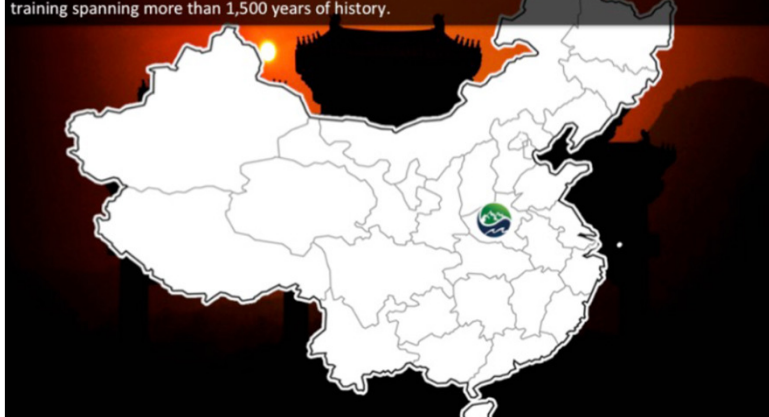 training spanning more than 1,500 years of history.